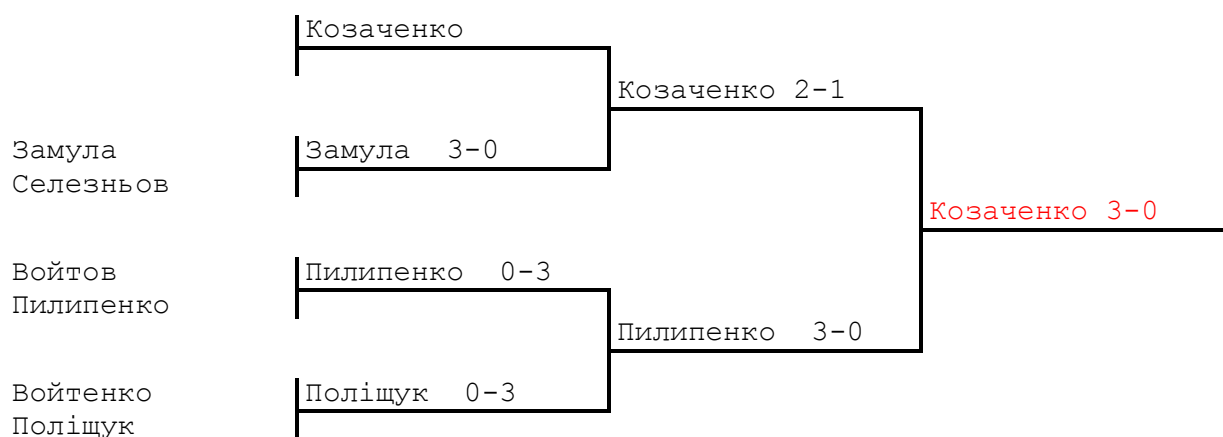 Козаченко
Козаченко 2-1
Замула
Селезньов
Замула 3-0
Козаченко 3-0
Войтов
Пилипенко
Пилипенко 0-3
Пилипенко 3-0
Войтенко
Поліщук
Поліщук 0-3